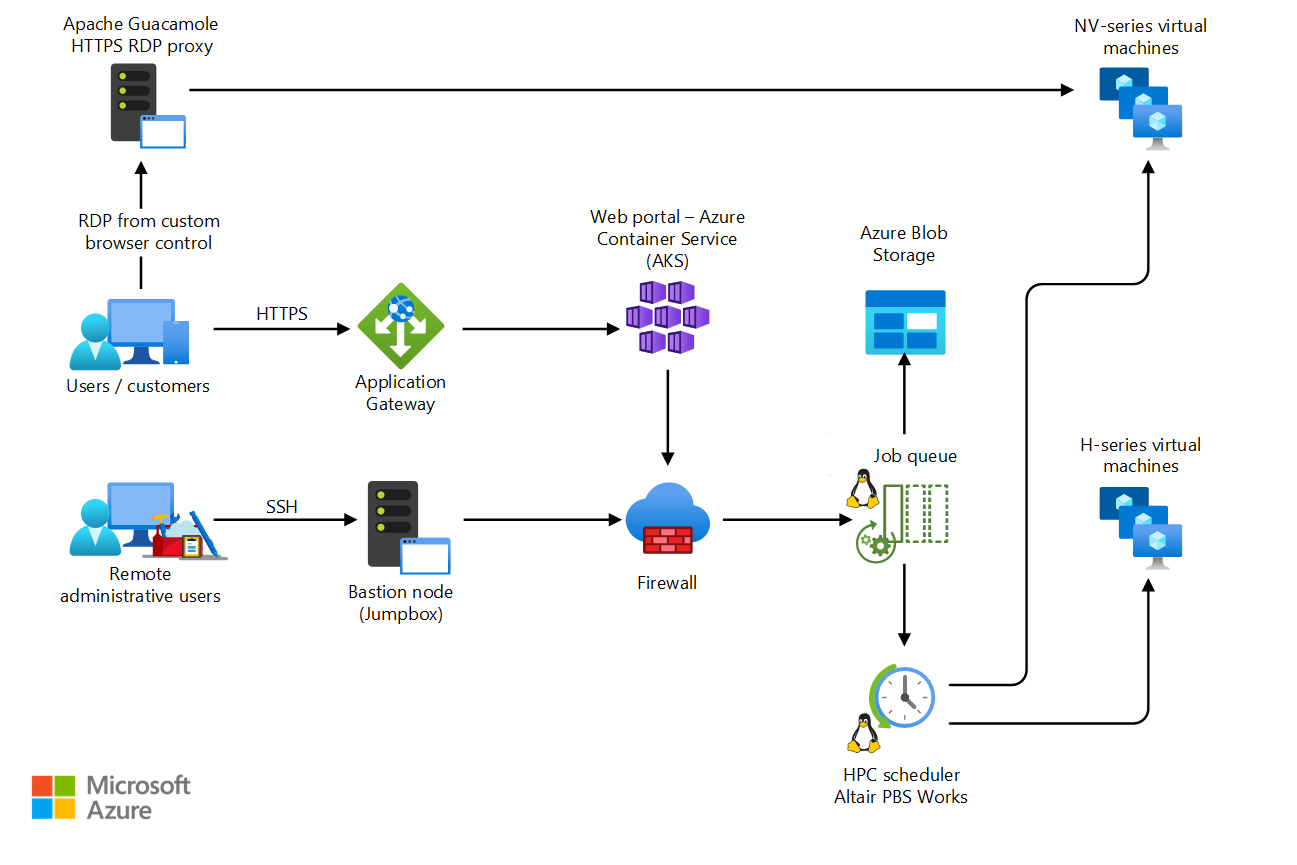 Apache Guacamole
HTTPS RDP proxy
NV-series virtual
machines
RDP from custom
browser control
Web portal – Azure
Container Service
(AKS)
Azure Blob
Storage
HTTPS
Users / customers
Application
Gateway
Job queue
H-series virtual
machines
SSH
Remote
administrative users
Bastion node
(Jumpbox)
Firewall
HPC scheduler
Altair PBS Works
Microsoft
Azure